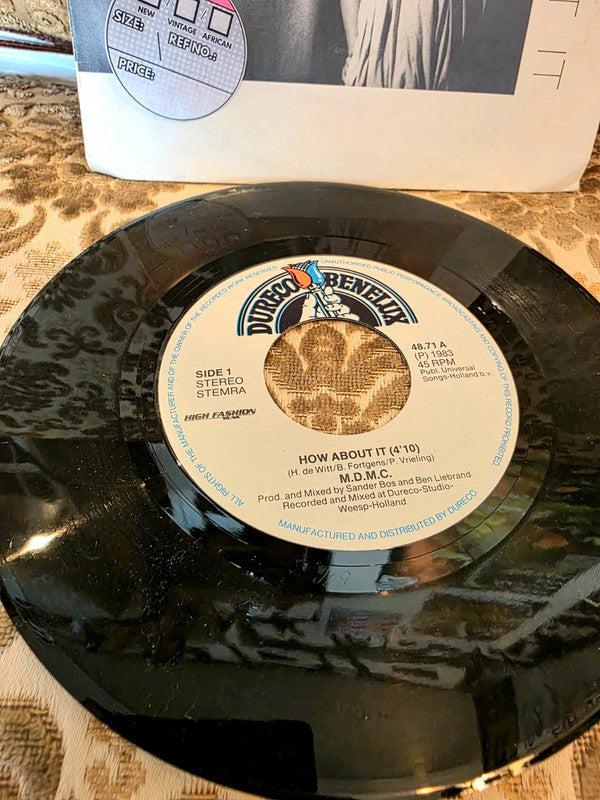 NEW VINTAGE AFRICAN
SIZE: REF NO.:
PRICE:
T IT
ALL RIGHTS OF THE MANUFACTURER AND OF THE OWNER OF THE RECORDED WORK RESERVED UNAUTHORISED PUBLIC PERFORMANCE BROADCASTING AND COPYING OF THIS RECORD PROHIBITED.
DURECO BENELUX
SIDE 1
STEREO
STEMRA
HIGH FASHION
MUSIC
48.71 A
(P) 1983
45 RPM
Publ. Universal
Songs-Holland b.v.
HOW ABOUT IT (4'10)
(H. de Witt/B. Fortgens/P. Vrieling)
M.D.M.C.
Prod. and Mixed by Sander Bos and Ben Liebrand
Recorded and Mixed at Dureco-Studio-
Weesp-Holland
MANUFACTURED AND DISTRIBUTED BY DURECO.